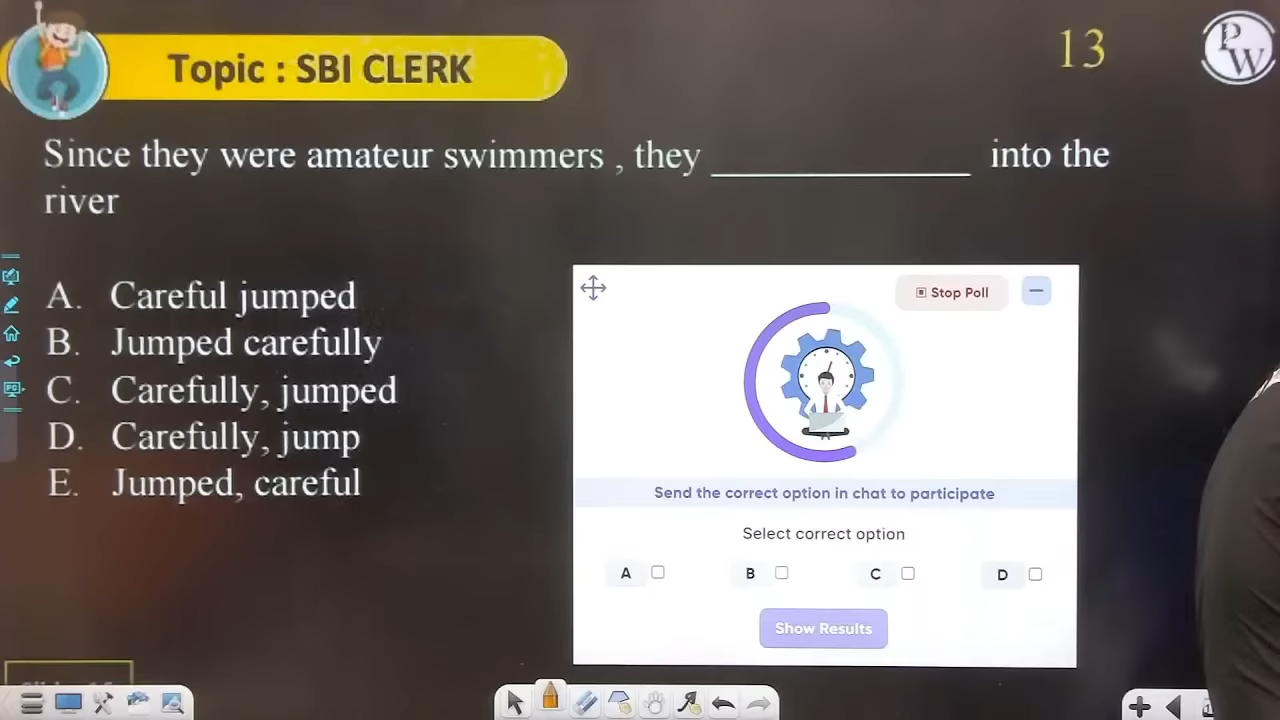 Topic : SBI CLERK
13
PW
Since they were amateur swimmers , they ____________ into the
river
A. Careful jumped
B. Jumped carefully
C. Carefully, jumped
D. Carefully, jump
E. Jumped, careful
Stop Poll
Send the correct option in chat to participate
Select correct option
A
B
C
D
Show Results